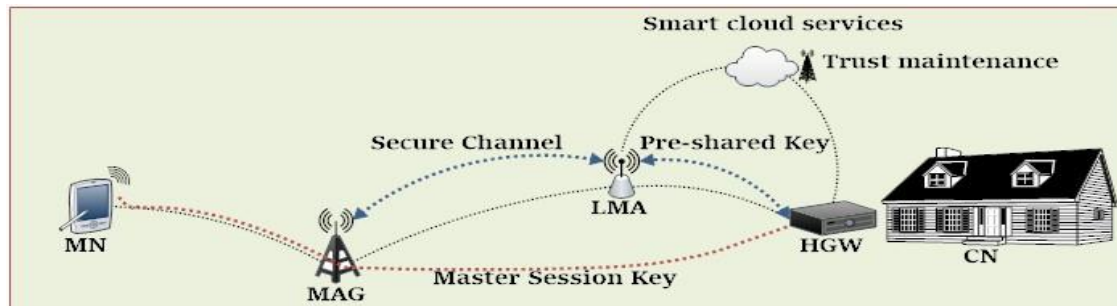 Smart cloud services
Trust maintenance
Secure Channel
Pre-shared Key
LMA
MN
HGW
CN
MAG
Master Session Key